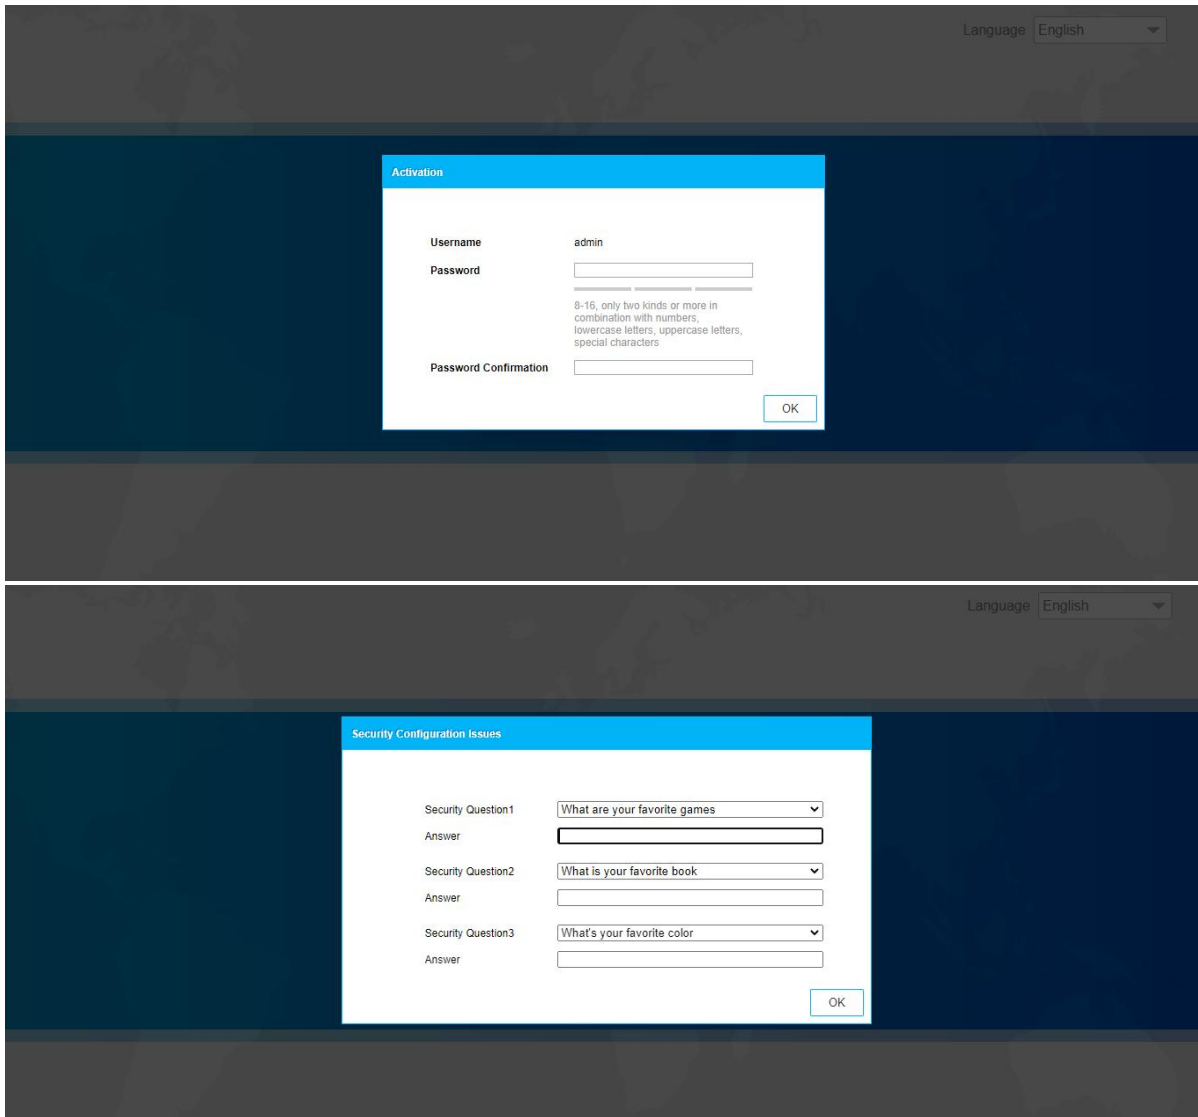 Language English
Activation
Username admin
Password
8-16, only two kinds or more in
combination with numbers,
lowercase letters, uppercase letters,
special characters
Password Confirmation
OK
Language English
Security Configuration Issues
Security Question1 What are your favorite games
Answer
Security Question2 What is your favorite book
Answer
Security Question3 What's your favorite color
Answer
OK